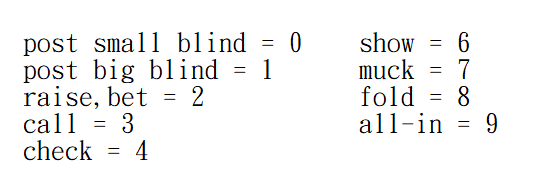 post small blind = 0
post big blind = 1
raise,bet = 2
call = 3
check = 4
show = 6
muck = 7
fold = 8
all-in = 9